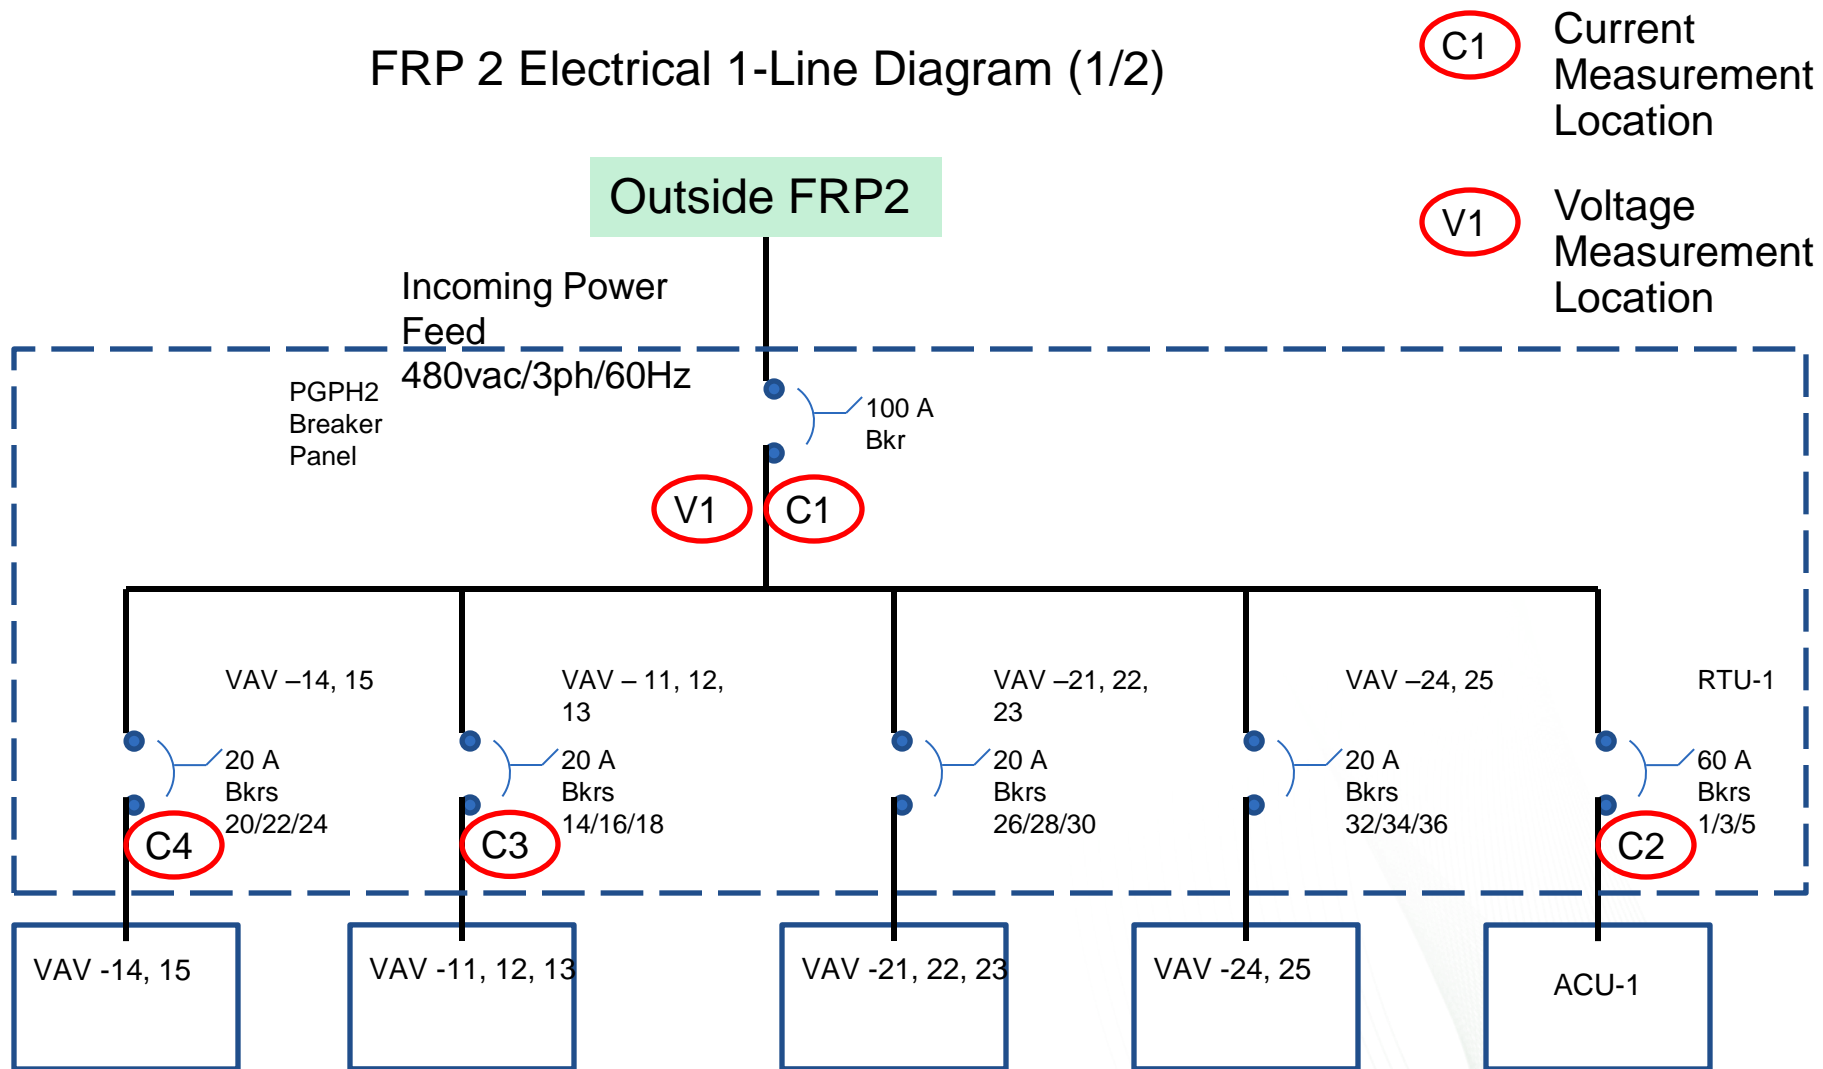 FRP 2 Electrical 1-Line Diagram (1/2)
C1
Current
Measurement
Location
V1
Voltage
Measurement
Location
Outside FRP2
Incoming Power
Feed
480vac/3ph/60Hz
PGPH2
Breaker
Panel
100 A
Bkr
V1
C1
VAV –14, 15
20 A
Bkrs
20/22/24
C4
VAV – 11, 12,
13
20 A
Bkrs
14/16/18
C3
VAV –21, 22,
23
20 A
Bkrs
26/28/30
VAV –24, 25
20 A
Bkrs
32/34/36
RTU-1
60 A
Bkrs
1/3/5
C2
VAV -14, 15
VAV -11, 12, 13
VAV -21, 22, 23
VAV -24, 25
ACU-1